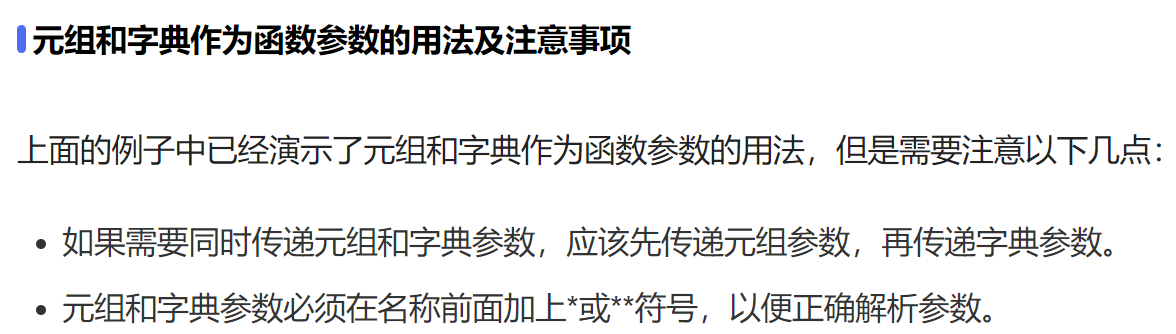 元组和字典作为函数参数的用法及注意事项
上面的例子中已经演示了元组和字典作为函数参数的用法，但是需要注意以下几点：
• 如果需要同时传递元组和字典参数，应该先传递元组参数，再传递字典参数。
• 元组和字典参数必须在名称前面加上*或**符号，以便正确解析参数。